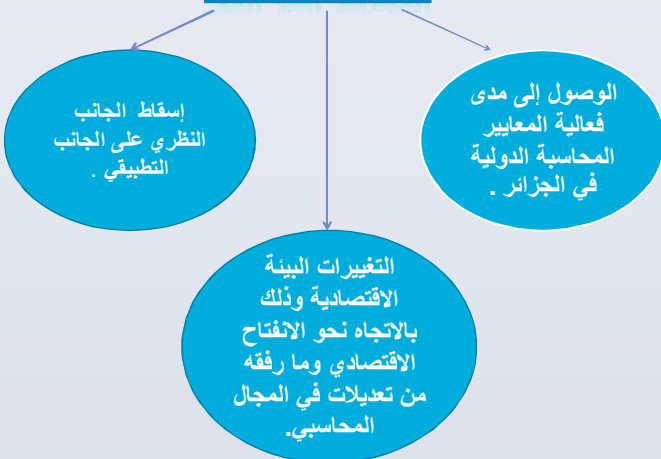 الوصول إلى مدى
فعالية المعايير
المحاسبة الدولية
في الجزائر .
إسقاط الجانب
النظري على الجانب
التطبيقي .
التغييرات البيئة
الاقتصادية وذلك
بالاتجاه نحو الانفتاح
الاقتصادي وما رفقه
من تعديلات في المجال
المحاسبي.